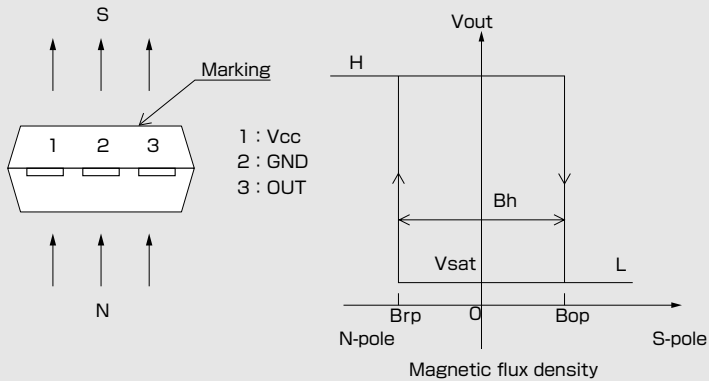 S
Marking
1 2 3
1 : Vcc
2 : GND
3 : OUT
N
Vout
H
Bh
Vsat
L
Brp
O
Bop
N-pole
S-pole
Magnetic flux density